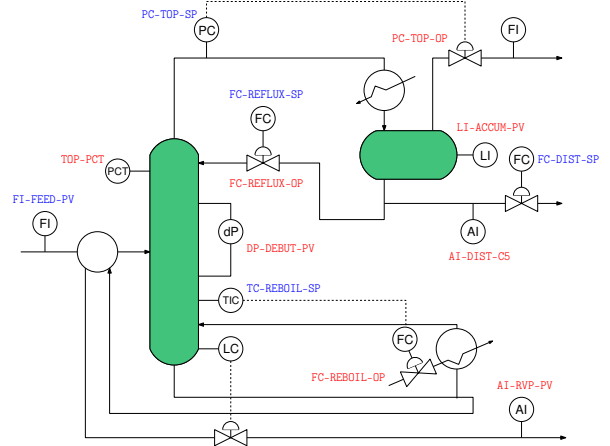 PC-TOP-SP
PC
PC-TOP-OP
FI
FC-REFLUX-SP
FC
LI-ACCUM-PV
LI
FC
FC-DIST-SP
TOP-PCT
PCT
FC-REFLUX-OP
FI-FEED-PV
FI
dP
DP-DEBUT-PV
AI
AI-DIST-C5
TC-REBOIL-SP
TIC
FC
LC
FC-REBOIL-OP
AI-RVP-PV
AI